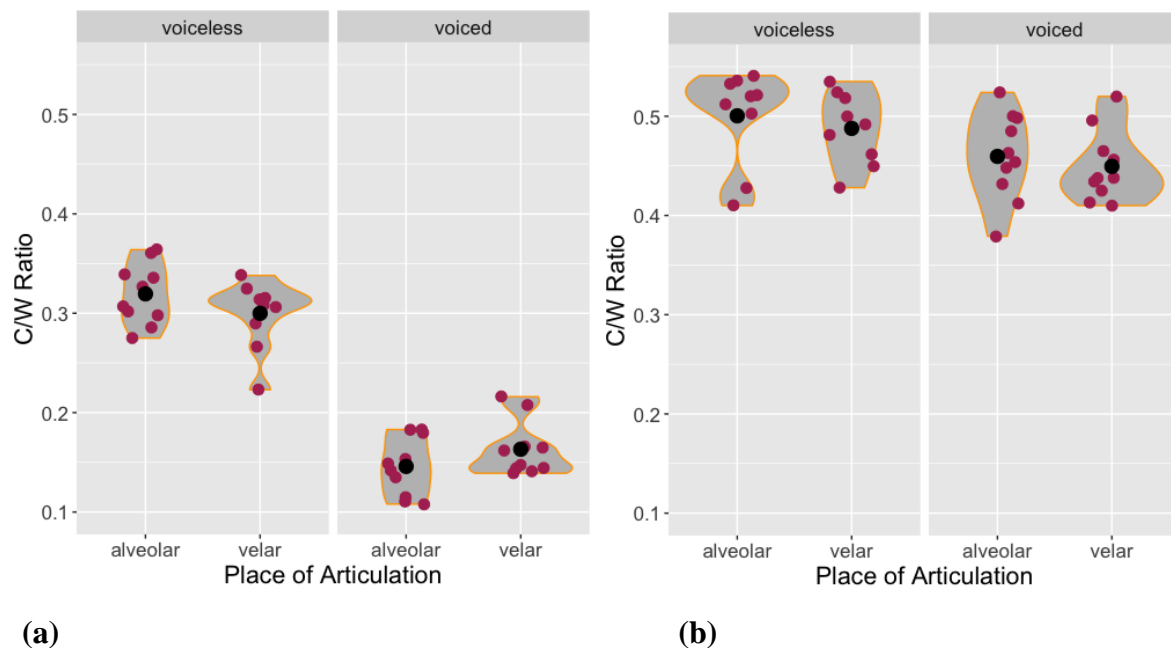 voiceless voiced
C/W Ratio
0.5
0.4
0.3
0.2
0.1
alveolar velar alveolar velar
Place of Articulation
(a)
voiceless voiced
C/W Ratio
0.5
0.4
0.3
0.2
0.1
alveolar velar alveolar velar
Place of Articulation
(b)